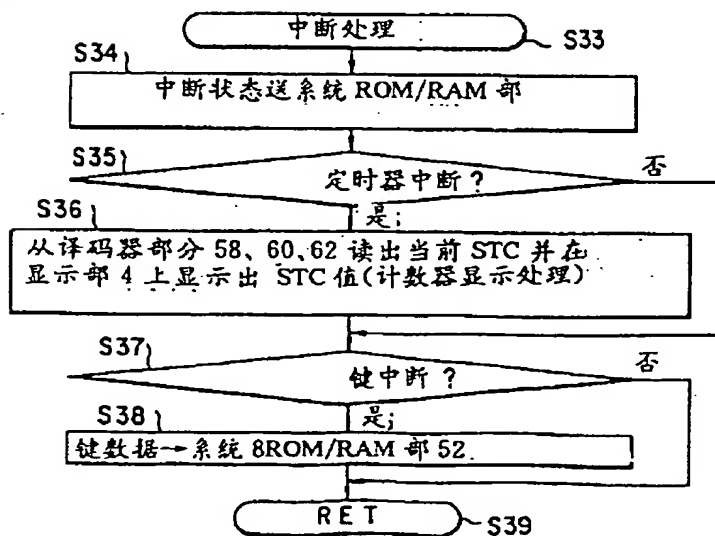 中断处理
S33
S34
中断状态送系统 ROM/RAM 部
S35
定时器中断?
否
S36
是;
从译码器部分 58、60、62 读出当前 STC 并在
显示部 4 上显示出 STC 值(计数器显示处理)
S37
键中断?
否
S38
是;
键数据→系统 8ROM/RAM 部 52.
RET
S39